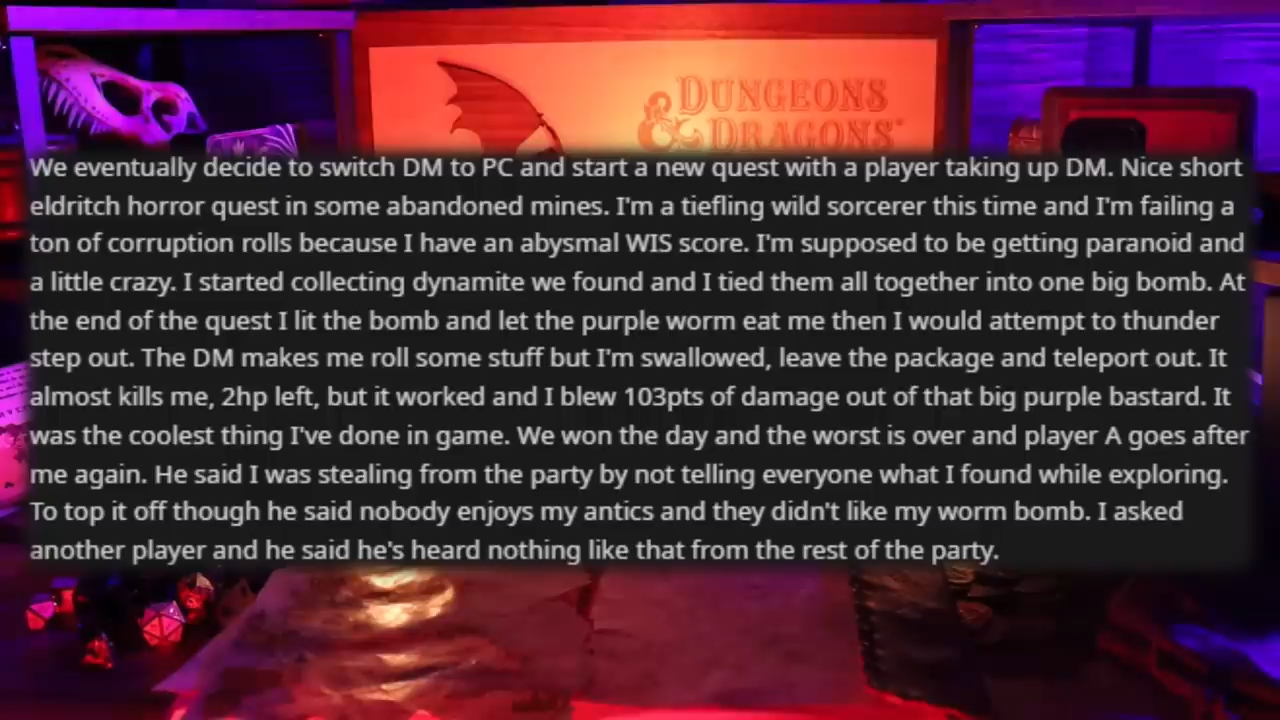 DUNGEONS
& DRAGONS
We eventually decide to switch DM to PC and start a new quest with a player taking up DM. Nice short
eldritch horror quest in some abandoned mines. I'm a tiefling wild sorcerer this time and I'm failing a
ton of corruption rolls because I have an abysmal WIS score. I'm supposed to be getting paranoid and
a little crazy. I started collecting dynamite we found and I tied them all together into one big bomb. At
the end of the quest I lit the bomb and let the purple worm eat me then I would attempt to thunder
step out. The DM makes me roll some stuff but I'm swallowed, leave the package and teleport out. It
almost kills me, 2hp left, but it worked and I blew 103pts of damage out of that big purple bastard. It
was the coolest thing I've done in game. We won the day and the worst is over and player A goes after
me again. He said I was stealing from the party by not telling everyone what I found while exploring.
To top it off though he said nobody enjoys my antics and they didn't like my worm bomb. I asked
another player and he said he's heard nothing like that from the rest of the party.